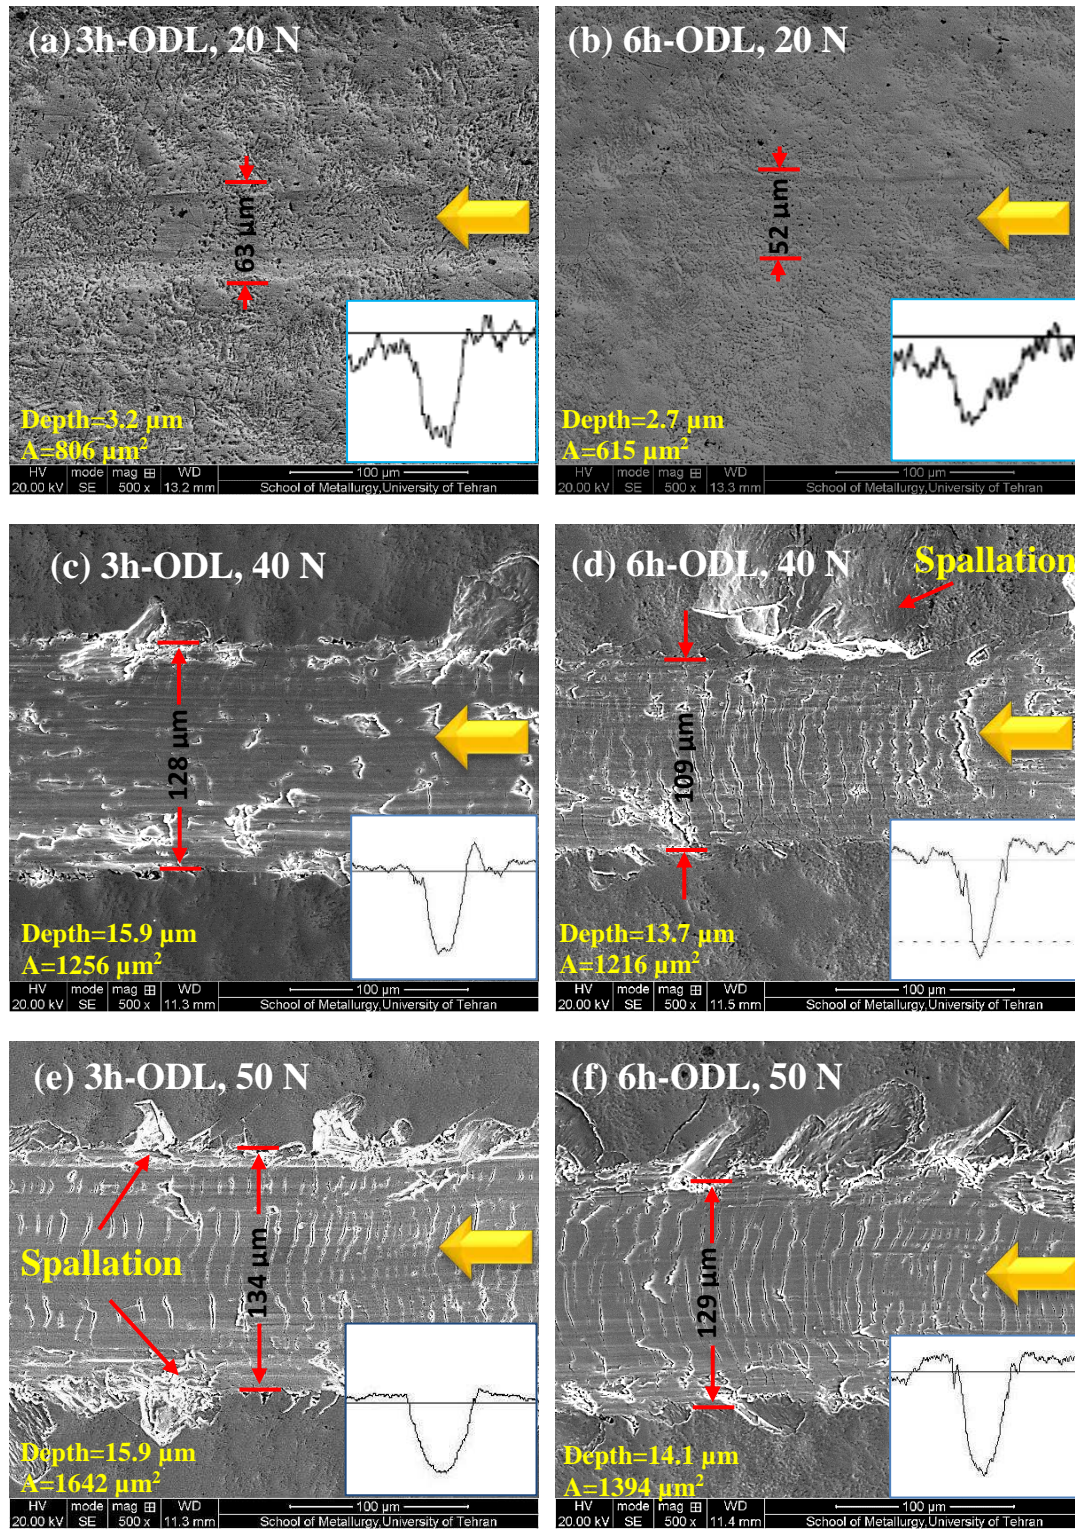 (a) 3h-ODL, 20 N
63 µm
Depth=3.2 µm
A=806 µm²
HV mode mag ⊞ WD 100 µm
20.00 kV SE 500 x 13.2 mm School of Metallurgy,University of Tehran
(b) 6h-ODL, 20 N
52 µm
Depth=2.7 µm
A=615 µm²
HV mode mag ⊞ WD 100 µm
20.00 kV SE 500 x 13.3 mm School of Metallurgy,University of Tehran
(c) 3h-ODL, 40 N
128 µm
Depth=15.9 µm
A=1256 µm²
HV mode mag ⊞ WD 100 µm
20.00 kV SE 500 x 11.3 mm School of Metallurgy,University of Tehran
(d) 6h-ODL, 40 N
Spallation
109 µm
Depth=13.7 µm
A=1216 µm²
HV mode mag ⊞ WD 100 µm
20.00 kV SE 500 x 11.5 mm School of Metallurgy,University of Tehran
(e) 3h-ODL, 50 N
Spallation
134 µm
Depth=15.9 µm
A=1642 µm²
HV mode mag ⊞ WD 100 µm
20.00 kV SE 500 x 11.3 mm School of Metallurgy,University of Tehran
(f) 6h-ODL, 50 N
129 µm
Depth=14.1 µm
A=1394 µm²
HV mode mag ⊞ WD 100 µm
20.00 kV SE 500 x 11.4 mm School of Metallurgy,University of Tehran